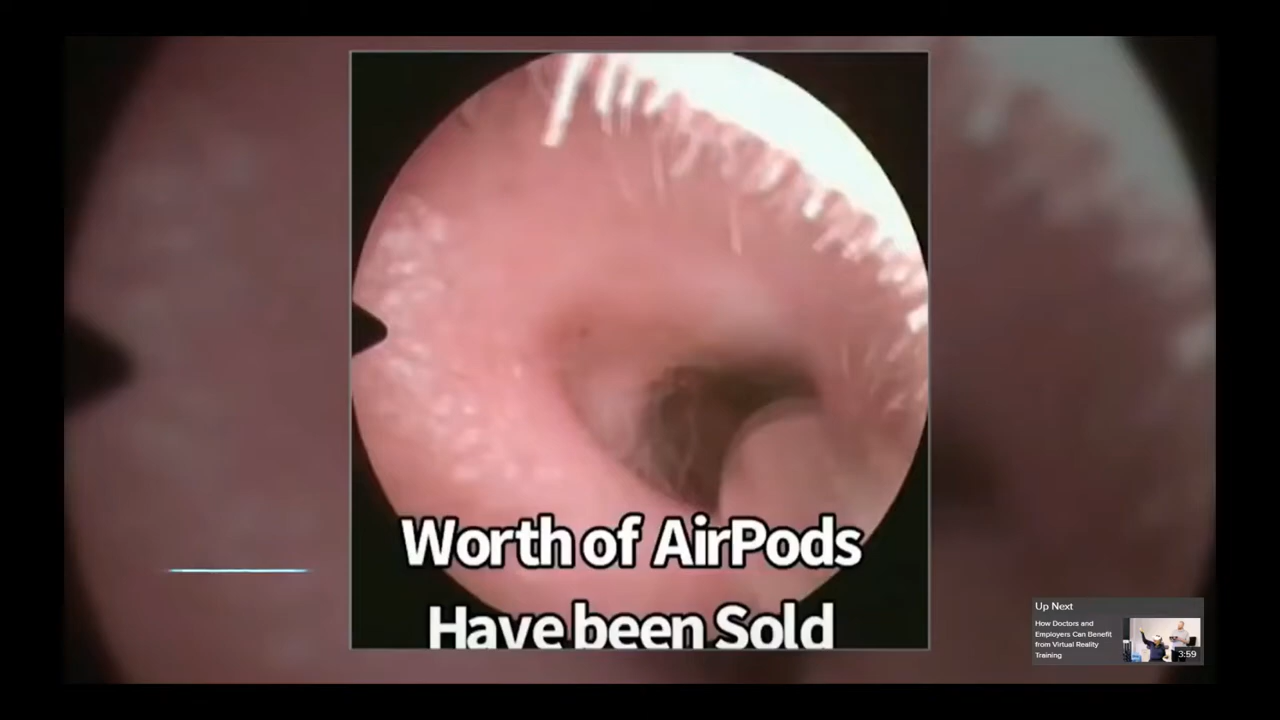 Worth of AirPods
Have been Sold
Up Next
How Doctors and
Employers Can Benefit
from Virtual Reality
Training
3:59